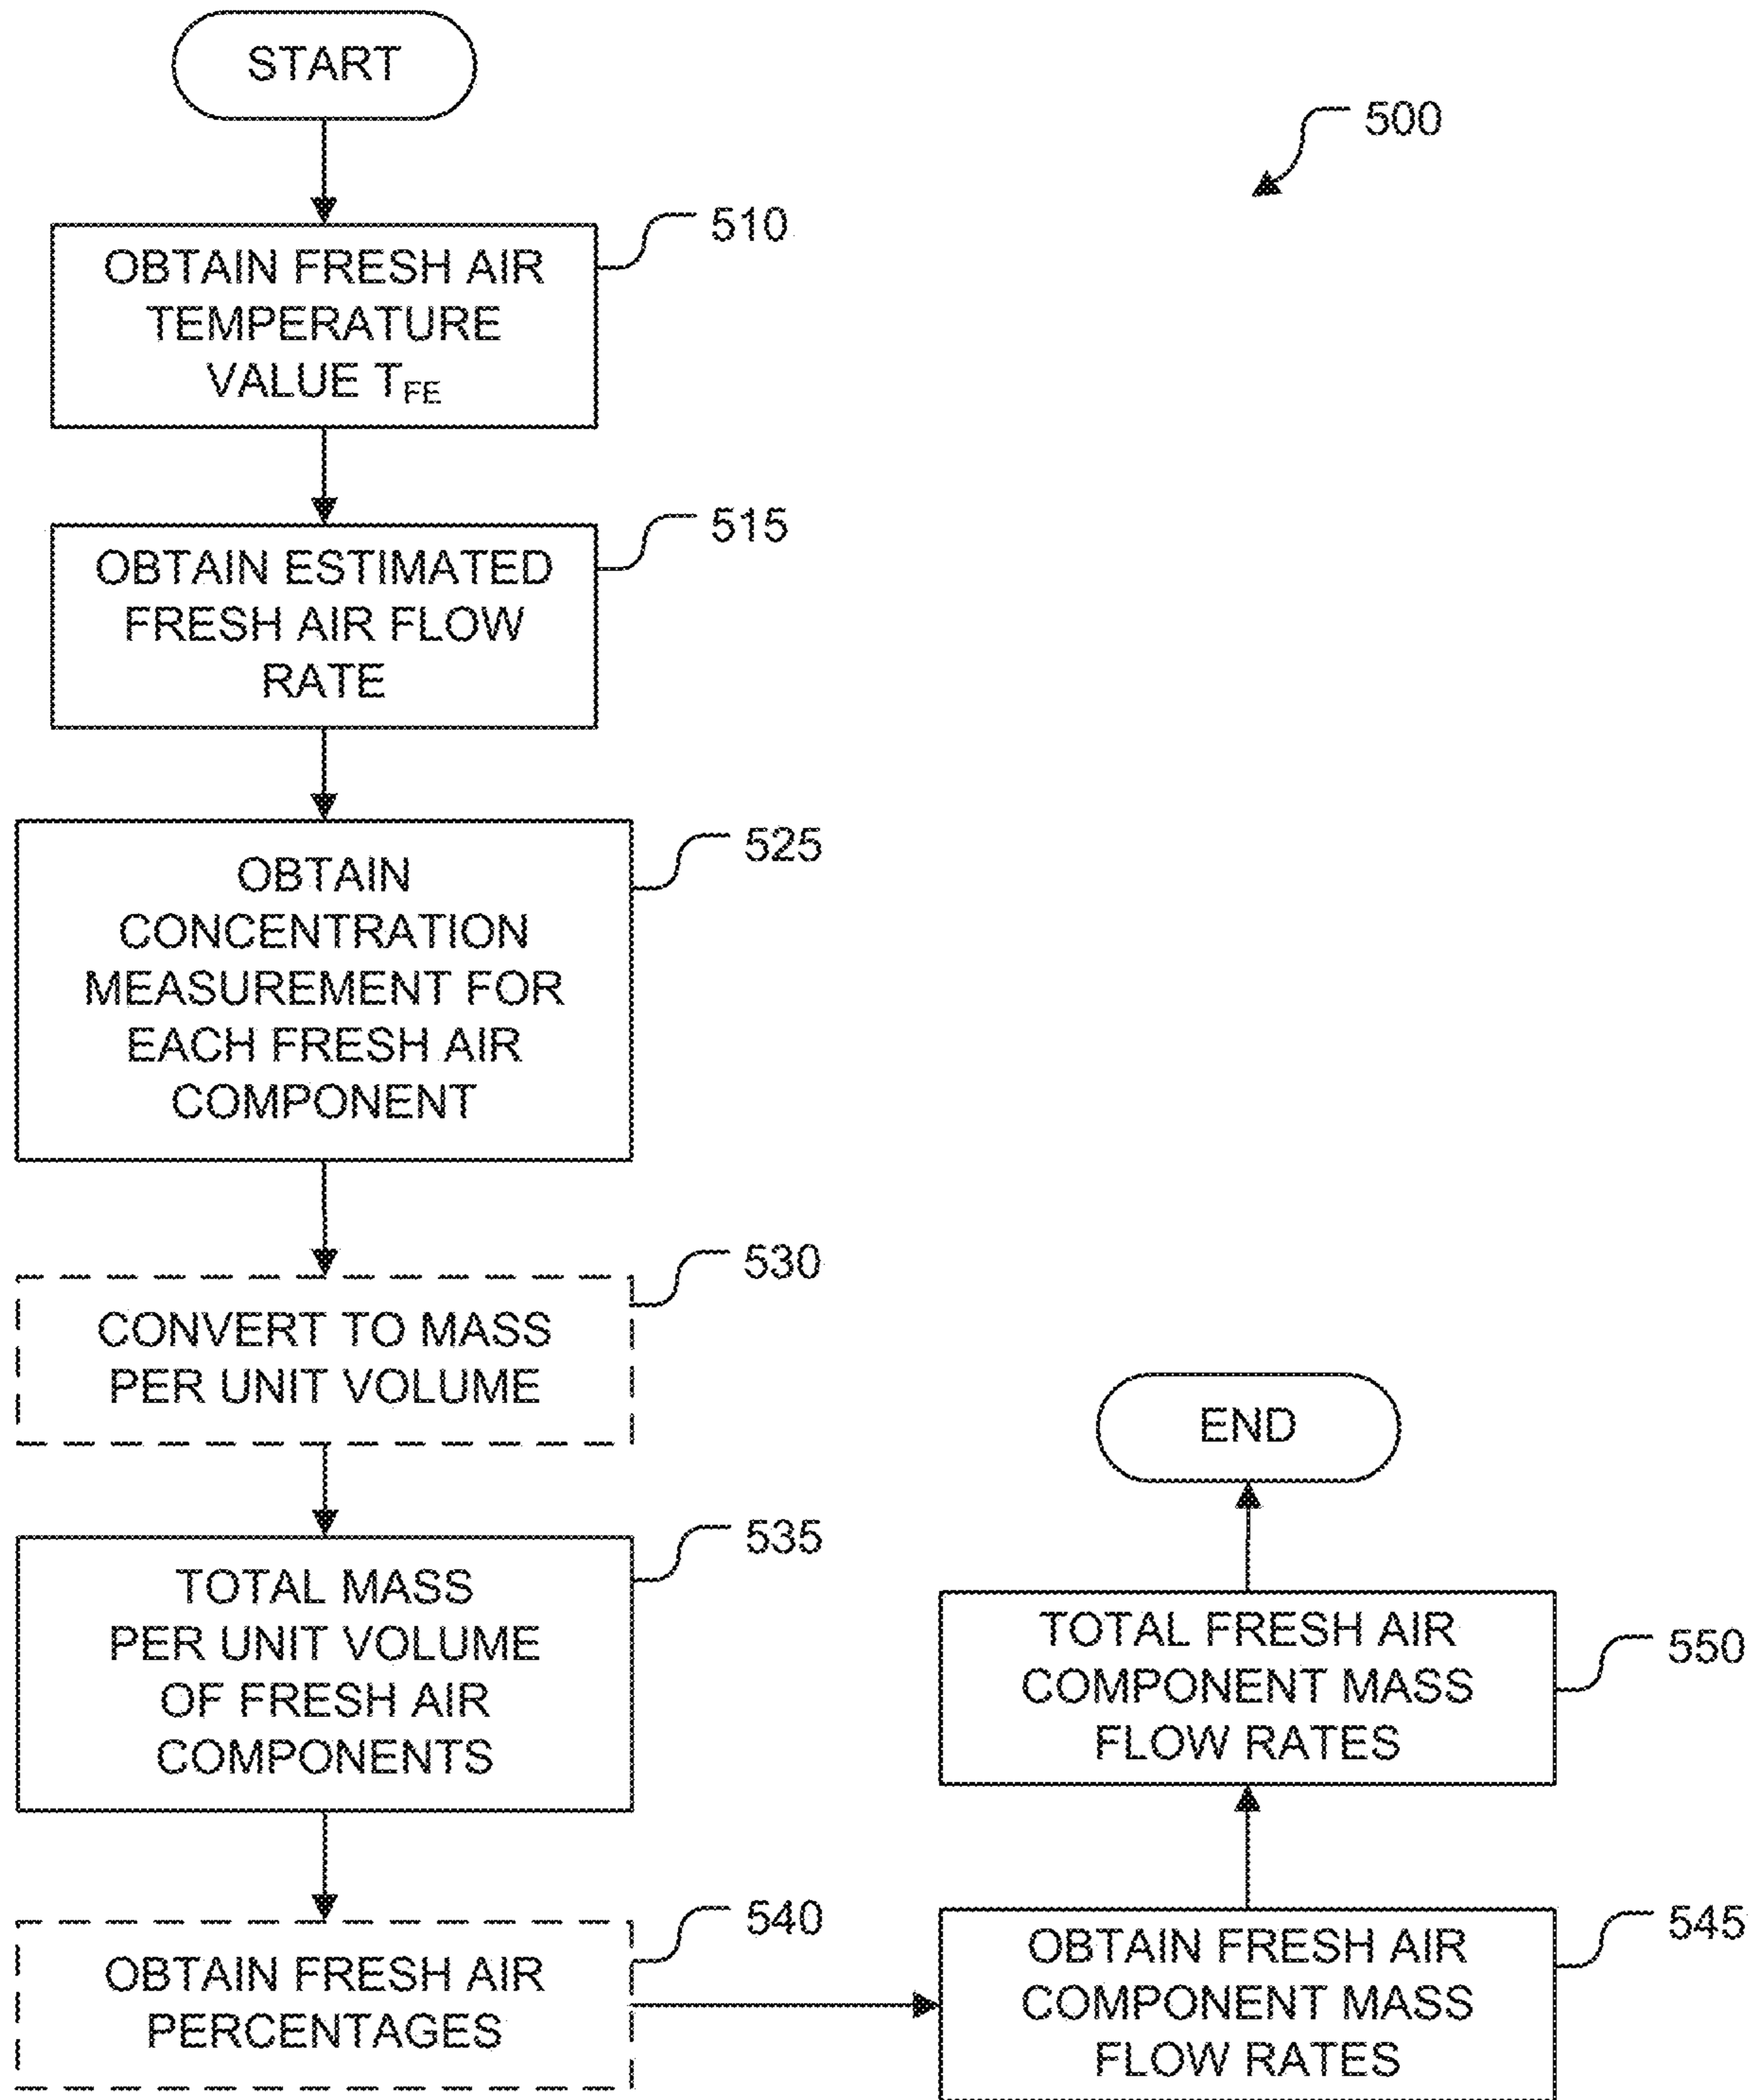 START
500
510
OBTAIN FRESH AIR
TEMPERATURE
VALUE TFE
515
OBTAIN ESTIMATED
FRESH AIR FLOW
RATE
525
OBTAIN
CONCENTRATION
MEASUREMENT FOR
EACH FRESH AIR
COMPONENT
530
CONVERT TO MASS
PER UNIT VOLUME
535
TOTAL MASS
PER UNIT VOLUME
OF FRESH AIR
COMPONENTS
540
OBTAIN FRESH AIR
PERCENTAGES
545
OBTAIN FRESH AIR
COMPONENT MASS
FLOW RATES
550
TOTAL FRESH AIR
COMPONENT MASS
FLOW RATES
END